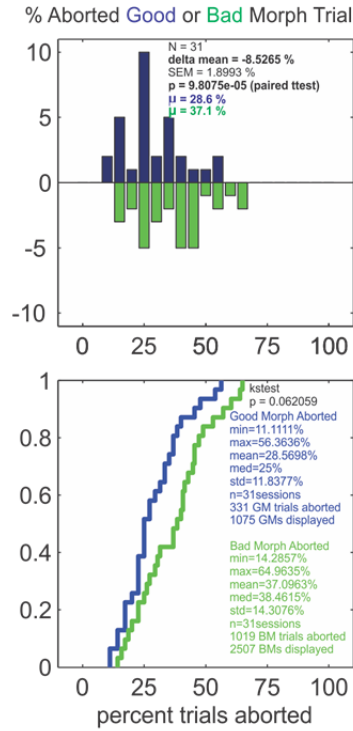 % Aborted Good or Bad Morph Trial
N = 31
delta mean = -8.5265 %
SEM = 1.8993 %
p = 9.8075e-05 (paired ttest)
μ = 28.6 %
μ = 37.1 %
10
5
0
-5
-10
0 25 50 75 100
1
0.8
0.6
0.4
0.2
0
kstest
p = 0.062059
Good Morph Aborted
min=11.1111%
max=56.3636%
mean=28.5698%
med=25%
std=11.8377%
n=31sessions
331 GM trials aborted
1075 GMs displayed
Bad Morph Aborted
min=14.2857%
max=64.9635%
mean=37.0963%
med=38.4615%
std=14.3076%
n=31sessions
1019 BM trials aborted
2507 BMs displayed
0 25 50 75 100
percent trials aborted